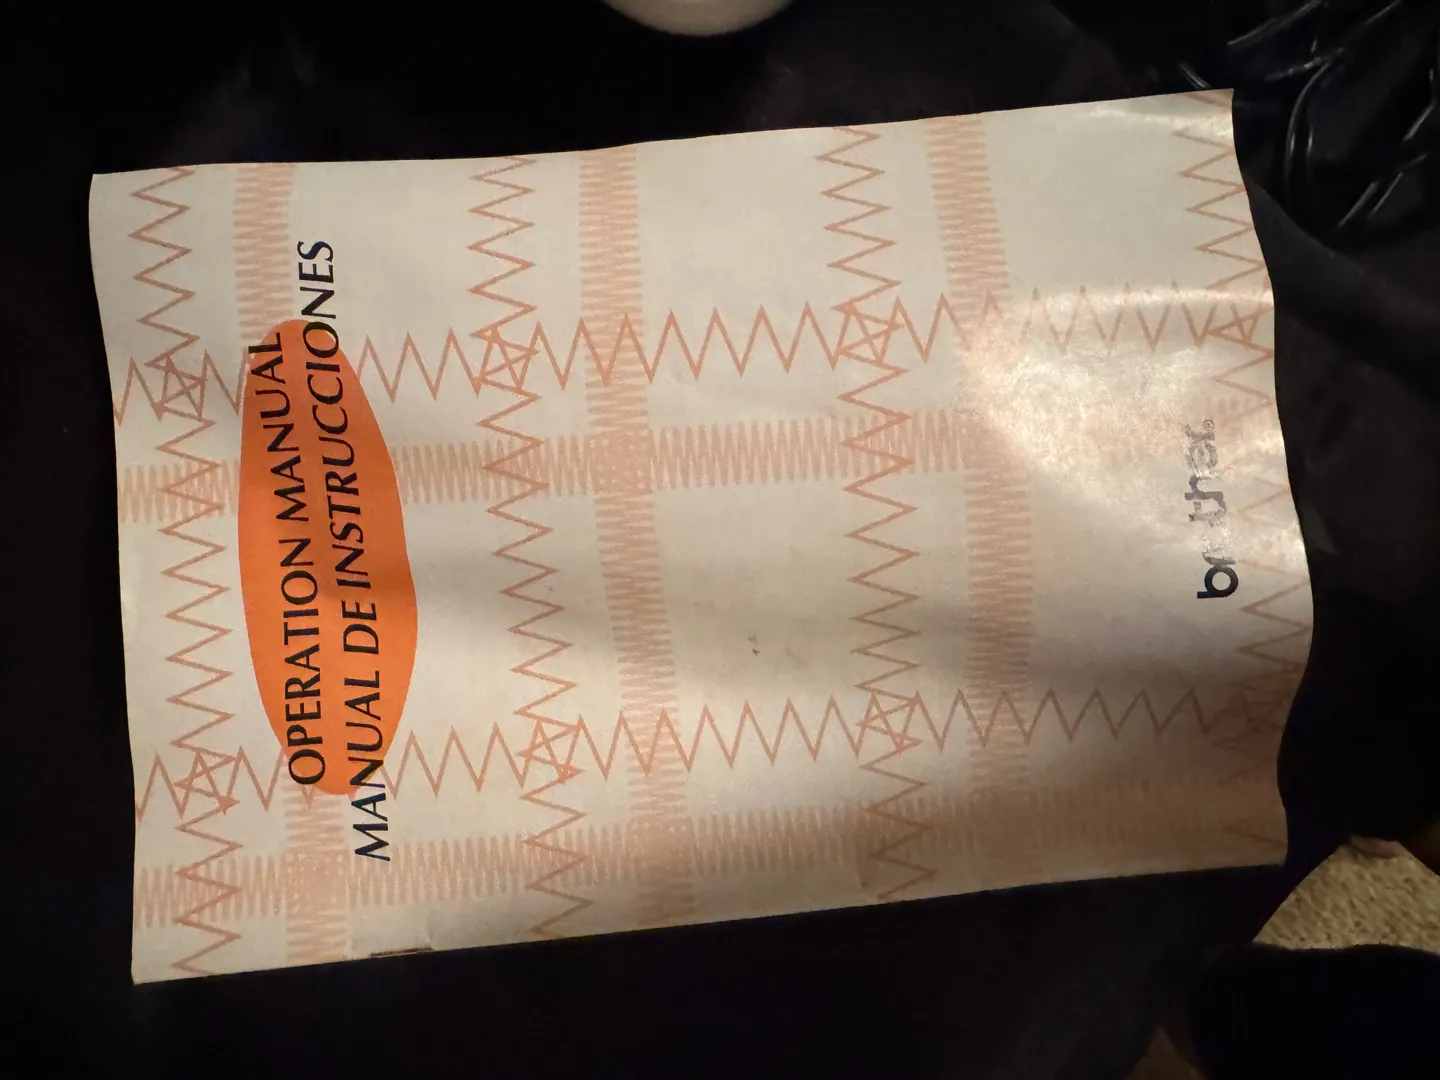 OPERATION MANUAL
MANUAL DE INSTRUCCIONES
brother